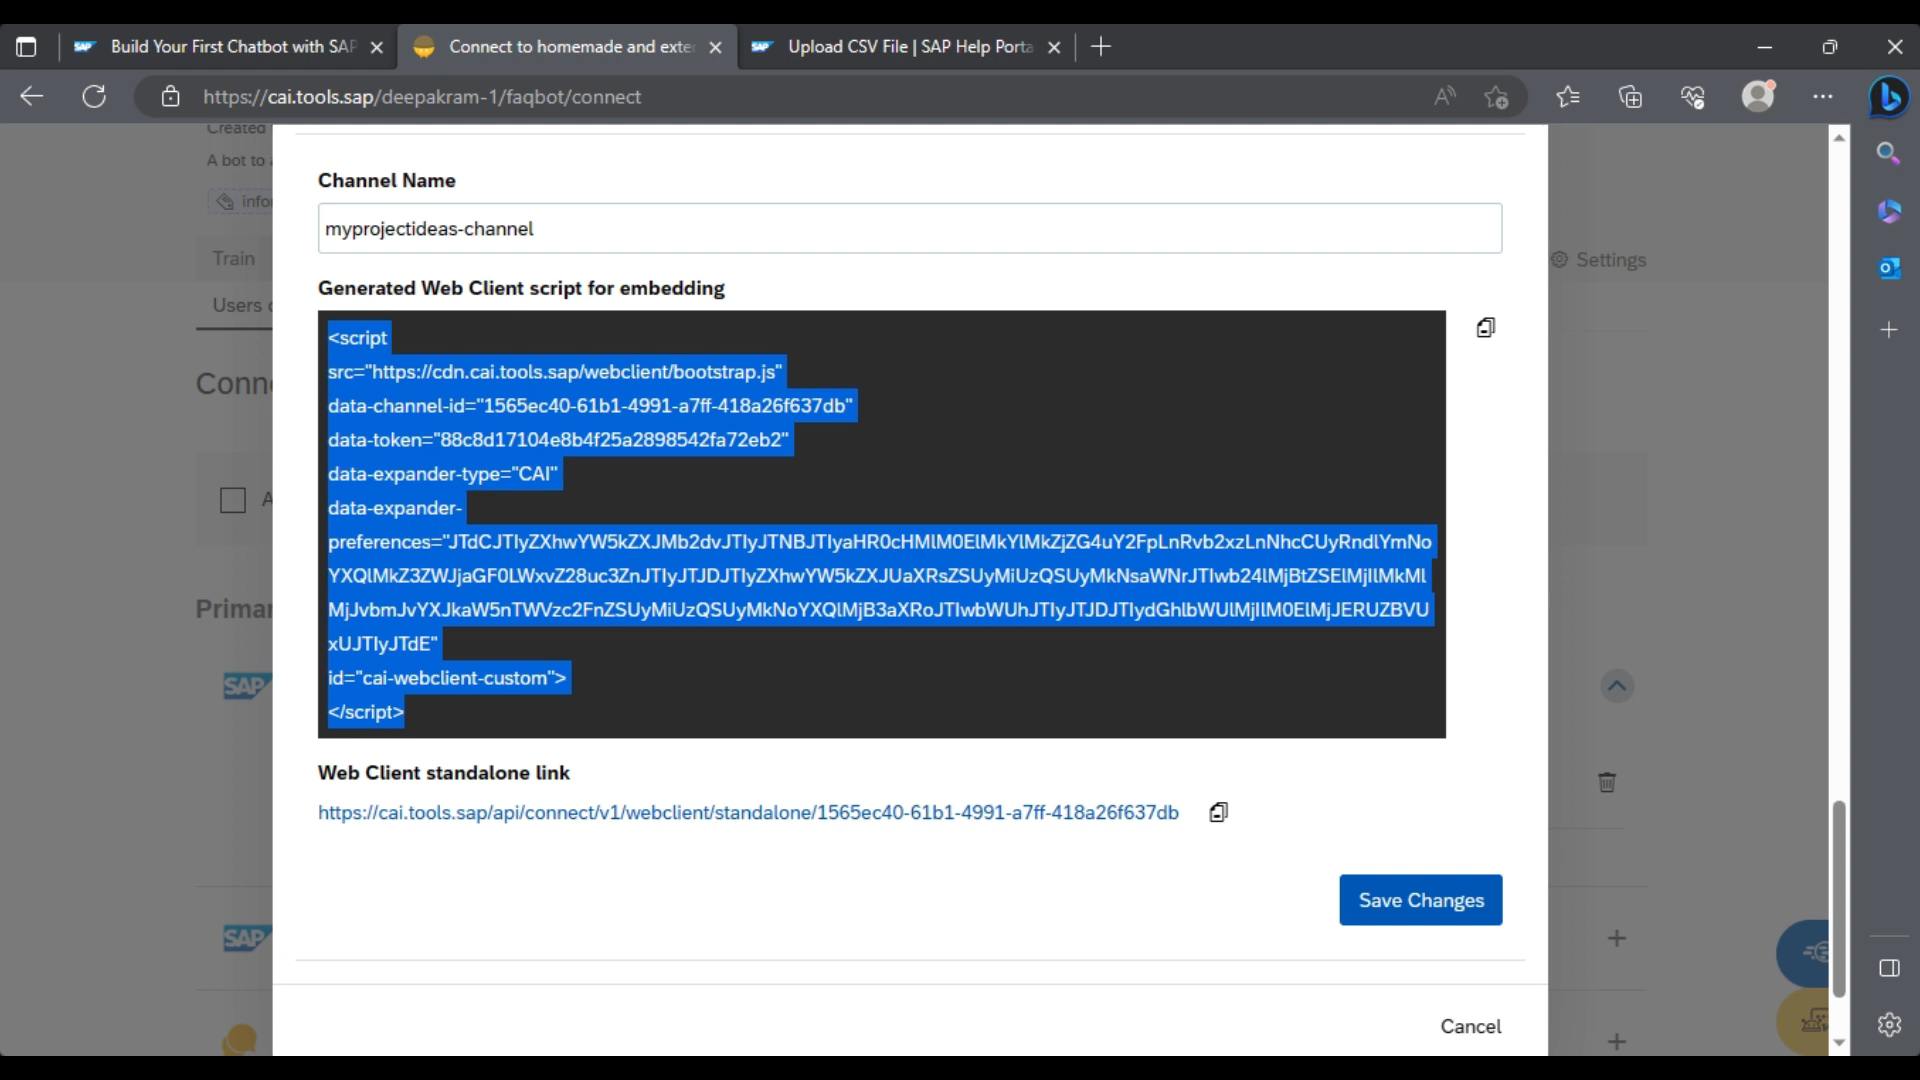 Build Your First Chatbot with SAP
Connect to homemade and exte
Upload CSV File | SAP Help Porta
https://cai.tools.sap/deepakram-1/faqbot/connect
Created
A bot to
info
Train
Settings
Users
Conne
A
Primar
SAP
SAP
Channel Name
myprojectideas-channel
Generated Web Client script for embedding
<script
src="https://cdn.cai.tools.sap/webclient/bootstrap.js"
data-channel-id="1565ec40-61b1-4991-a7ff-418a26f637db"
data-token="88c8d17104e8b4f25a2898542fa72eb2"
data-expander-type="CAI"
data-expander-
preferences="JTdCJTIyZXhwYW5kZXJMb2dvJTIyJTNBJTIyaHR0cHMlM0ElMkYlMkZjZG4uY2FpLnRvb2xzLnNhcCUyRndlYmNo
YXQlMkZ3ZWJjaGF0LWxvZ28uc3ZnJTIyJTJDJTIyZXhwYW5kZXJUaXRsZSUyMiUzQSUyMkNsaWNrJTIwb24lMjBtZSElMjIlMkMl
MjJvbmJvYXJkaW5nTWVzc2FnZSUyMiUzQSUyMkNoYXQlMjB3aXRoJTIwbWUhJTIyJTJDJTIydGhlbWUlMjIlM0ElMjJERUZBVU
xUJTIyJTdE"
id="cai-webclient-custom">
</script>
Web Client standalone link
https://cai.tools.sap/api/connect/v1/webclient/standalone/1565ec40-61b1-4991-a7ff-418a26f637db
Save Changes
Cancel